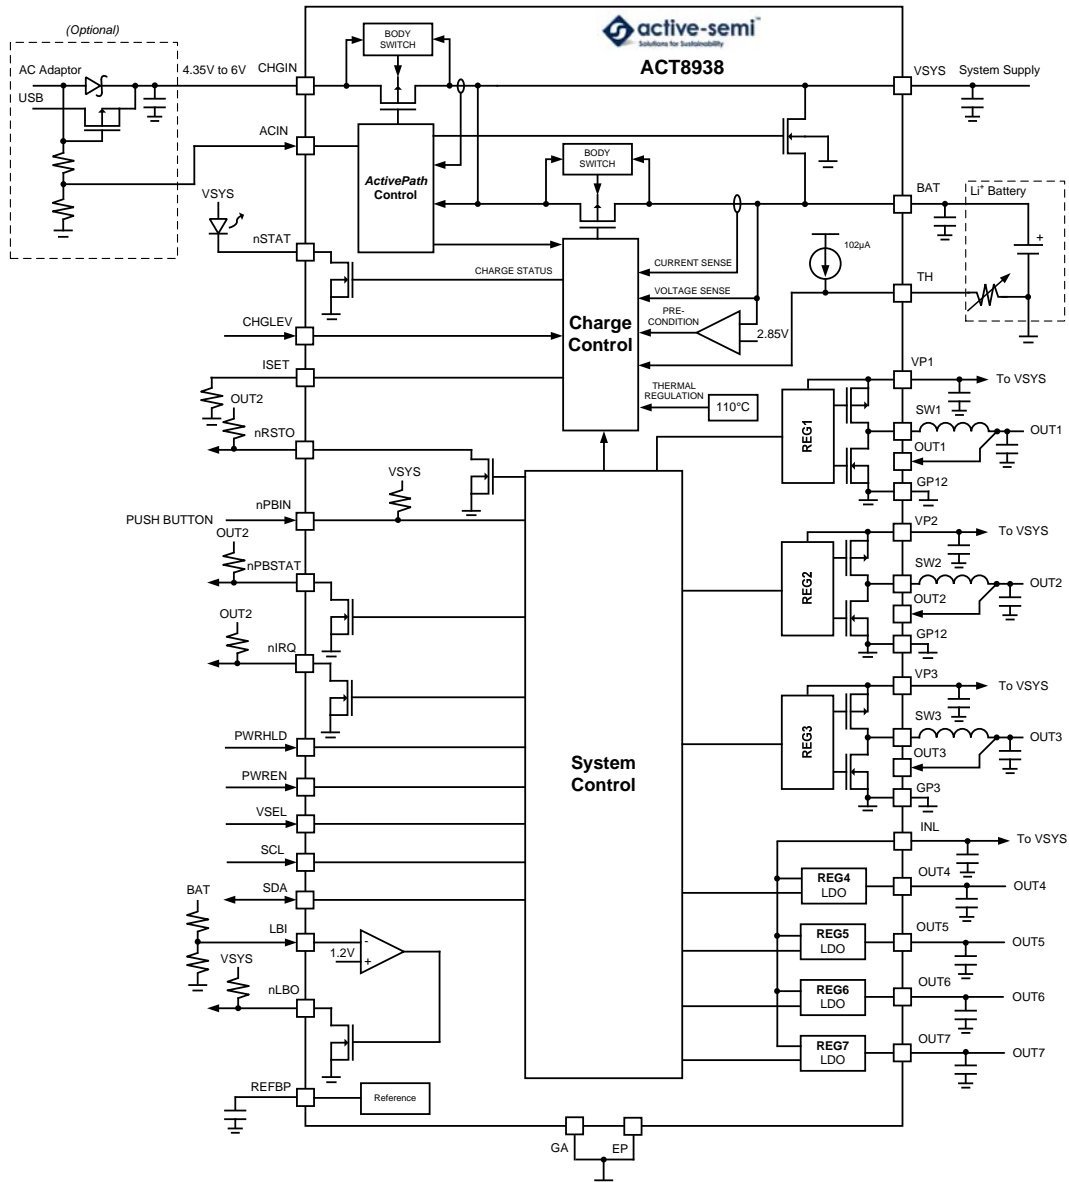 (Optional)
AC Adaptor
USB
4.35V to 6V
CHGIN
BODY
SWITCH
active-semi™
Solutions for Sustainability
ACT8938
VSYS
System Supply
ACIN
ActivePath
Control
BODY
SWITCH
BAT
Li+ Battery
+
VSYS
nSTAT
CHARGE STATUS
CURRENT SENSE
102µA
TH
VOLTAGE SENSE
PRE-
CONDITION
2.85V
CHGLEV
Charge
Control
ISET
THERMAL
REGULATION
110°C
VP1
To VSYS
OUT2
nRSTO
REG1
SW1
OUT1
OUT1
GP12
VSYS
nPBIN
PUSH BUTTON
VP2
To VSYS
OUT2
nPBSTAT
REG2
SW2
OUT2
OUT2
GP12
OUT2
nIRQ
VP3
To VSYS
REG3
SW3
OUT3
OUT3
GP3
PWRHLD
PWREN
VSEL
SCL
SDA
System
Control
INL
To VSYS
REG4
LDO
OUT4
OUT4
BAT
LBI
1.2V
-
+
REG5
LDO
OUT5
OUT5
VSYS
nLBO
REG6
LDO
OUT6
OUT6
REG7
LDO
OUT7
OUT7
REFBP
Reference
GA
EP